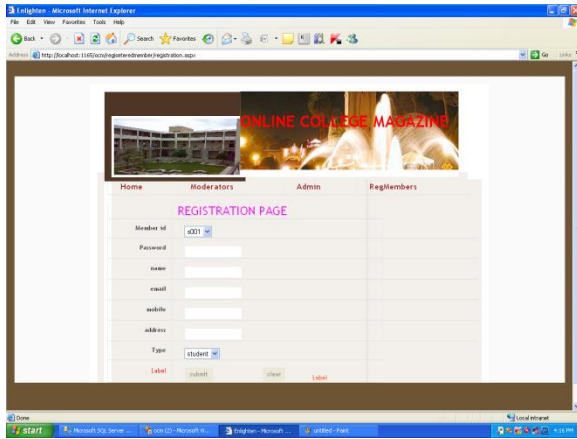 Enlighten - Microsoft Internet Explorer
File Edit View Favorites Tools Help
Back Search Favorites
Address http://localhost:1165/ocm/registeredmember/registration.aspx Go Links
ONLINE COLLEGE MAGAZINE
Home Moderators Admin RegMembers
REGISTRATION PAGE
Member id s001
Password
name
email
mobile
address
Type student
Label submit clear Label
Done Local intranet
start Microsoft SQL Server ... ocm (2) - Microsoft W... Enlighten - Microsoft ... untitled - Paint 4:16 PM